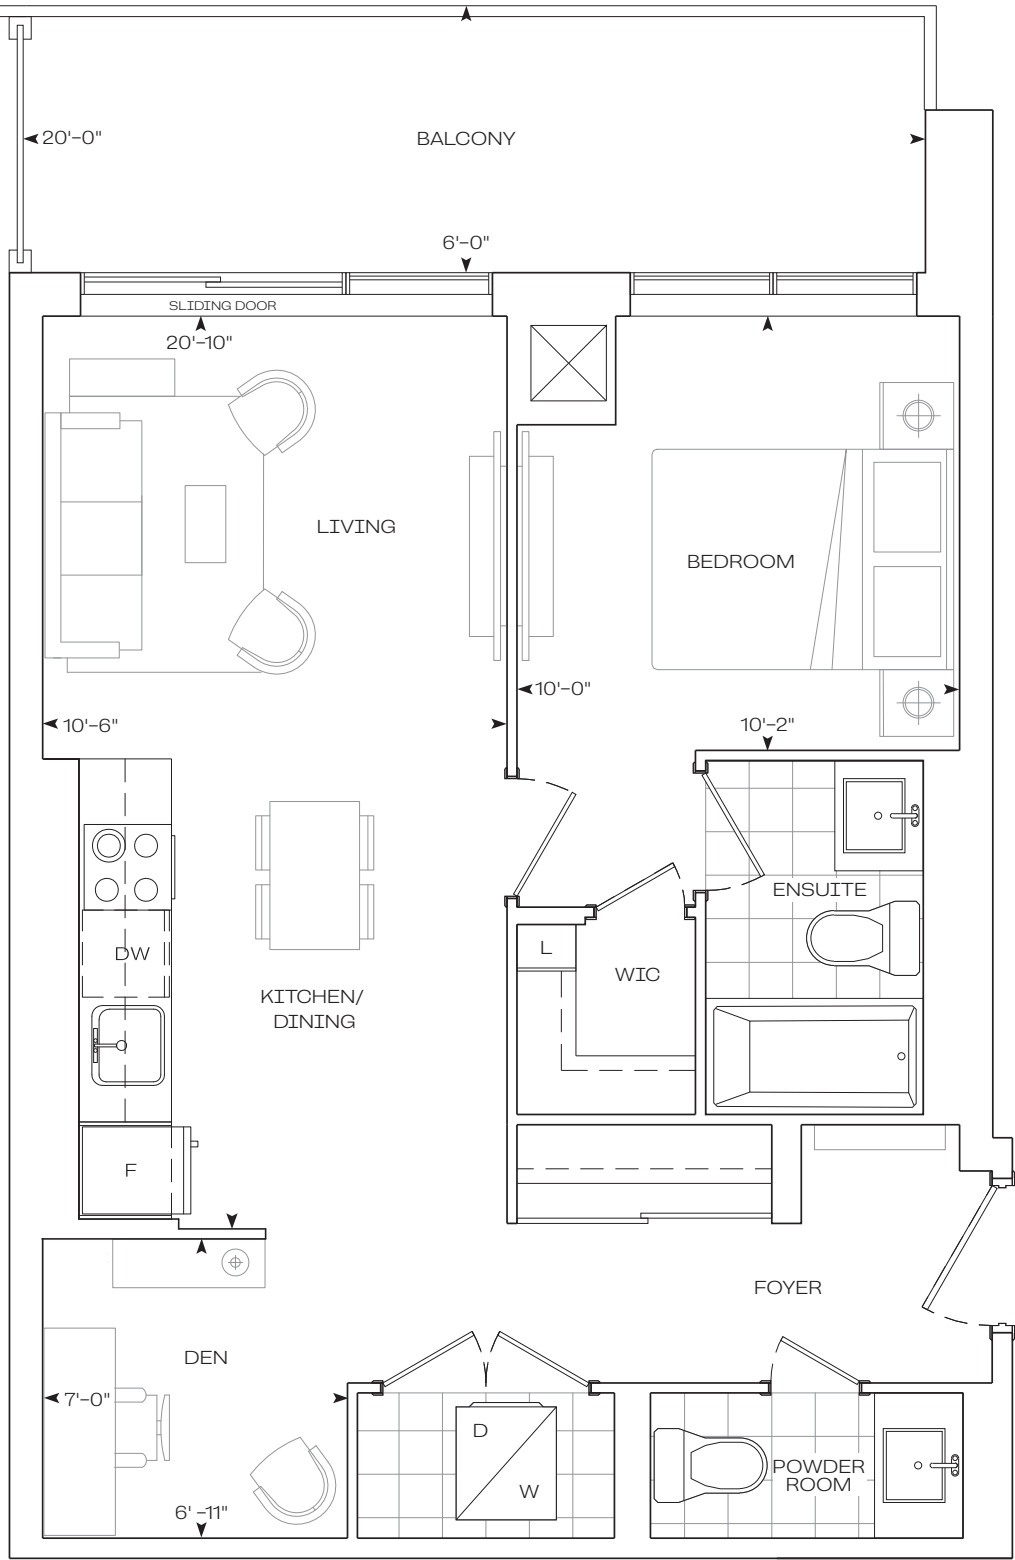 20'-0"
BALCONY
6'-0"
SLIDING DOOR
20'-10"
LIVING
BEDROOM
10'-0"
10'-6"
10'-2"
ENSUITE
DW
L
WIC
KITCHEN/
DINING
F
FOYER
DEN
7'-0"
D
W
POWDER
ROOM
6' -11"